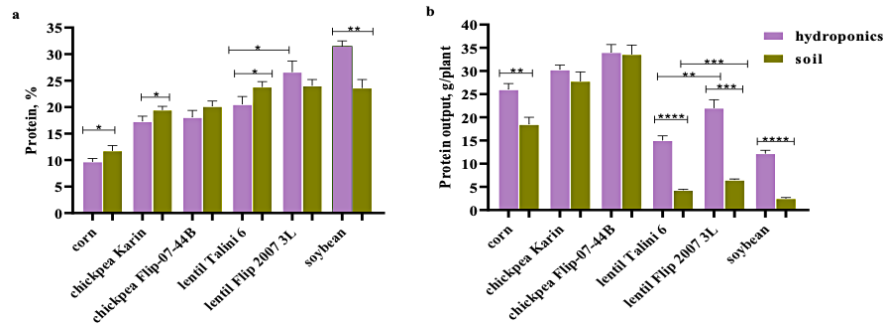 a
Protein, %
35
30
25
20
15
10
5
0
*
*
*
*
**
corn
chickpea Karin
chickpea Flip-07-44B
lentil Talini 6
lentil Flip 2007 3L
soybean
b
Protein output, g/plant
40
35
30
25
20
15
10
5
0
**
****
**
***
***
****
corn
chickpea Karin
chickpea Flip-07-44B
lentil Talini 6
lentil Flip 2007 3L
soybean
hydroponics
soil